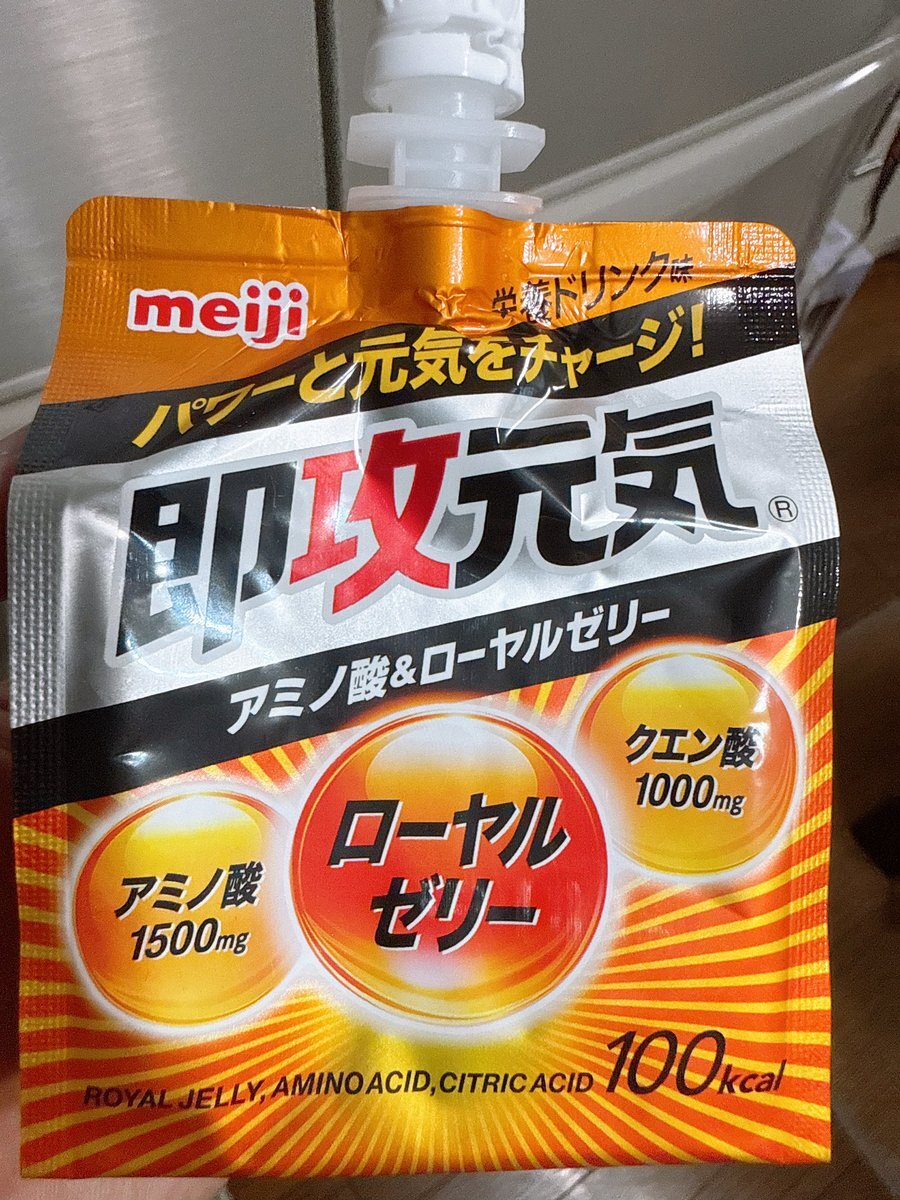 meiji
栄養ドリンク味
パワーと元気をチャージ!
即攻元気®
アミノ酸&ローヤルゼリー
クエン酸
1000mg
ローヤル
ゼリー
アミノ酸
1500mg
ROYAL JELLY, AMINO ACID, CITRIC ACID 100kcal